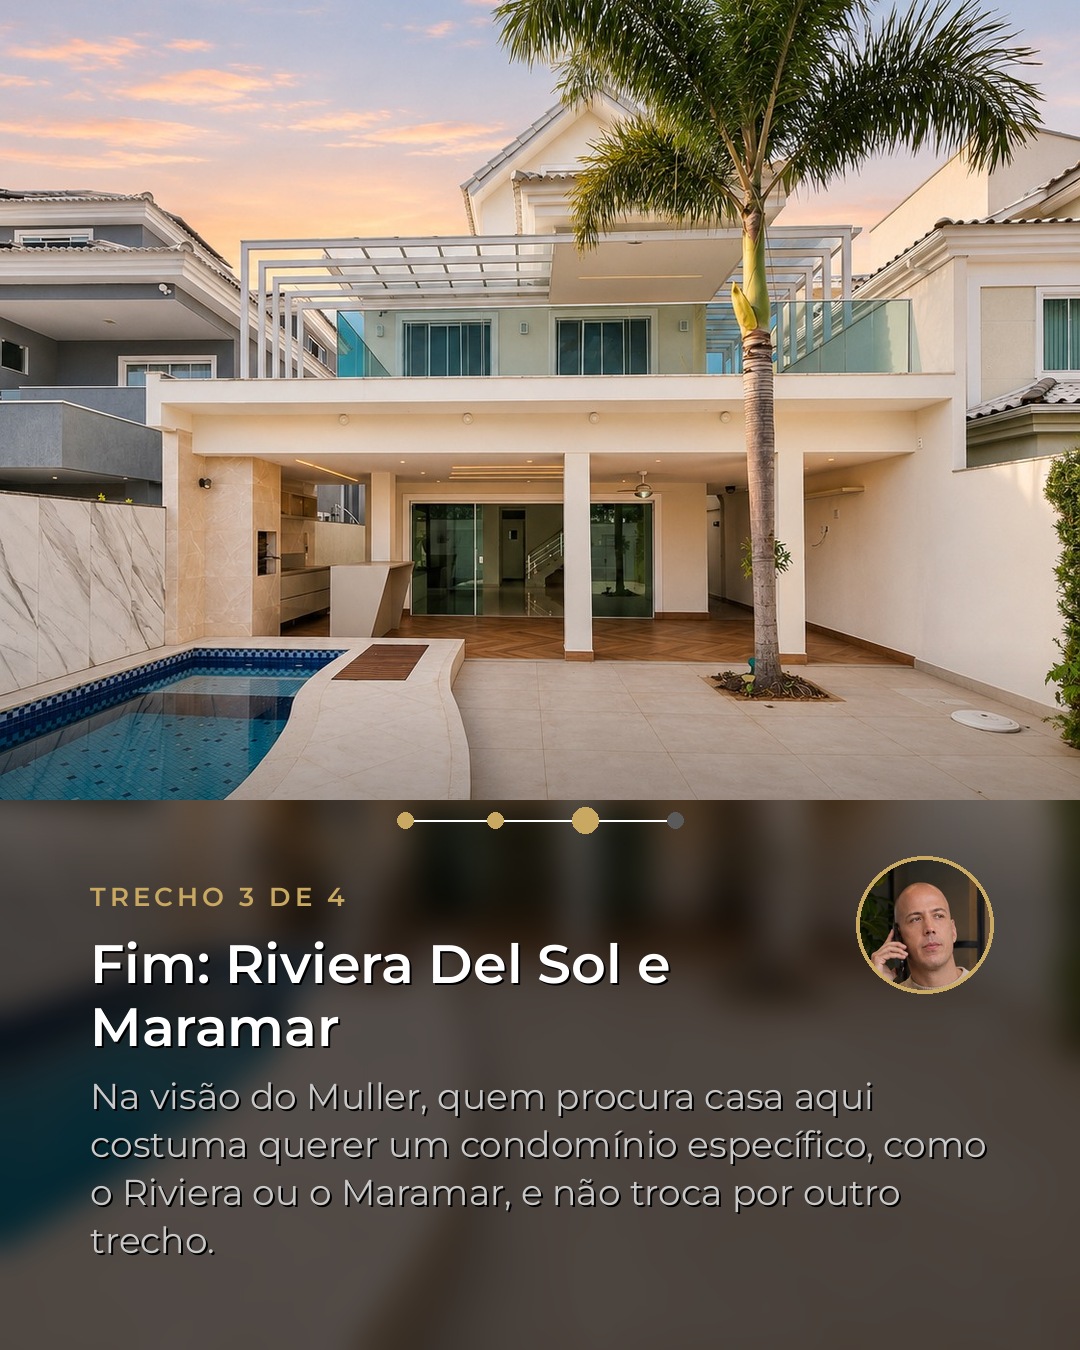 TRECHO 3 DE 4
Fim: Riviera Del Sol e
Maramar
Na visão do Muller, quem procura casa aqui
costuma querer um condomínio específico, como
o Riviera ou o Maramar, e não troca por outro
trecho.